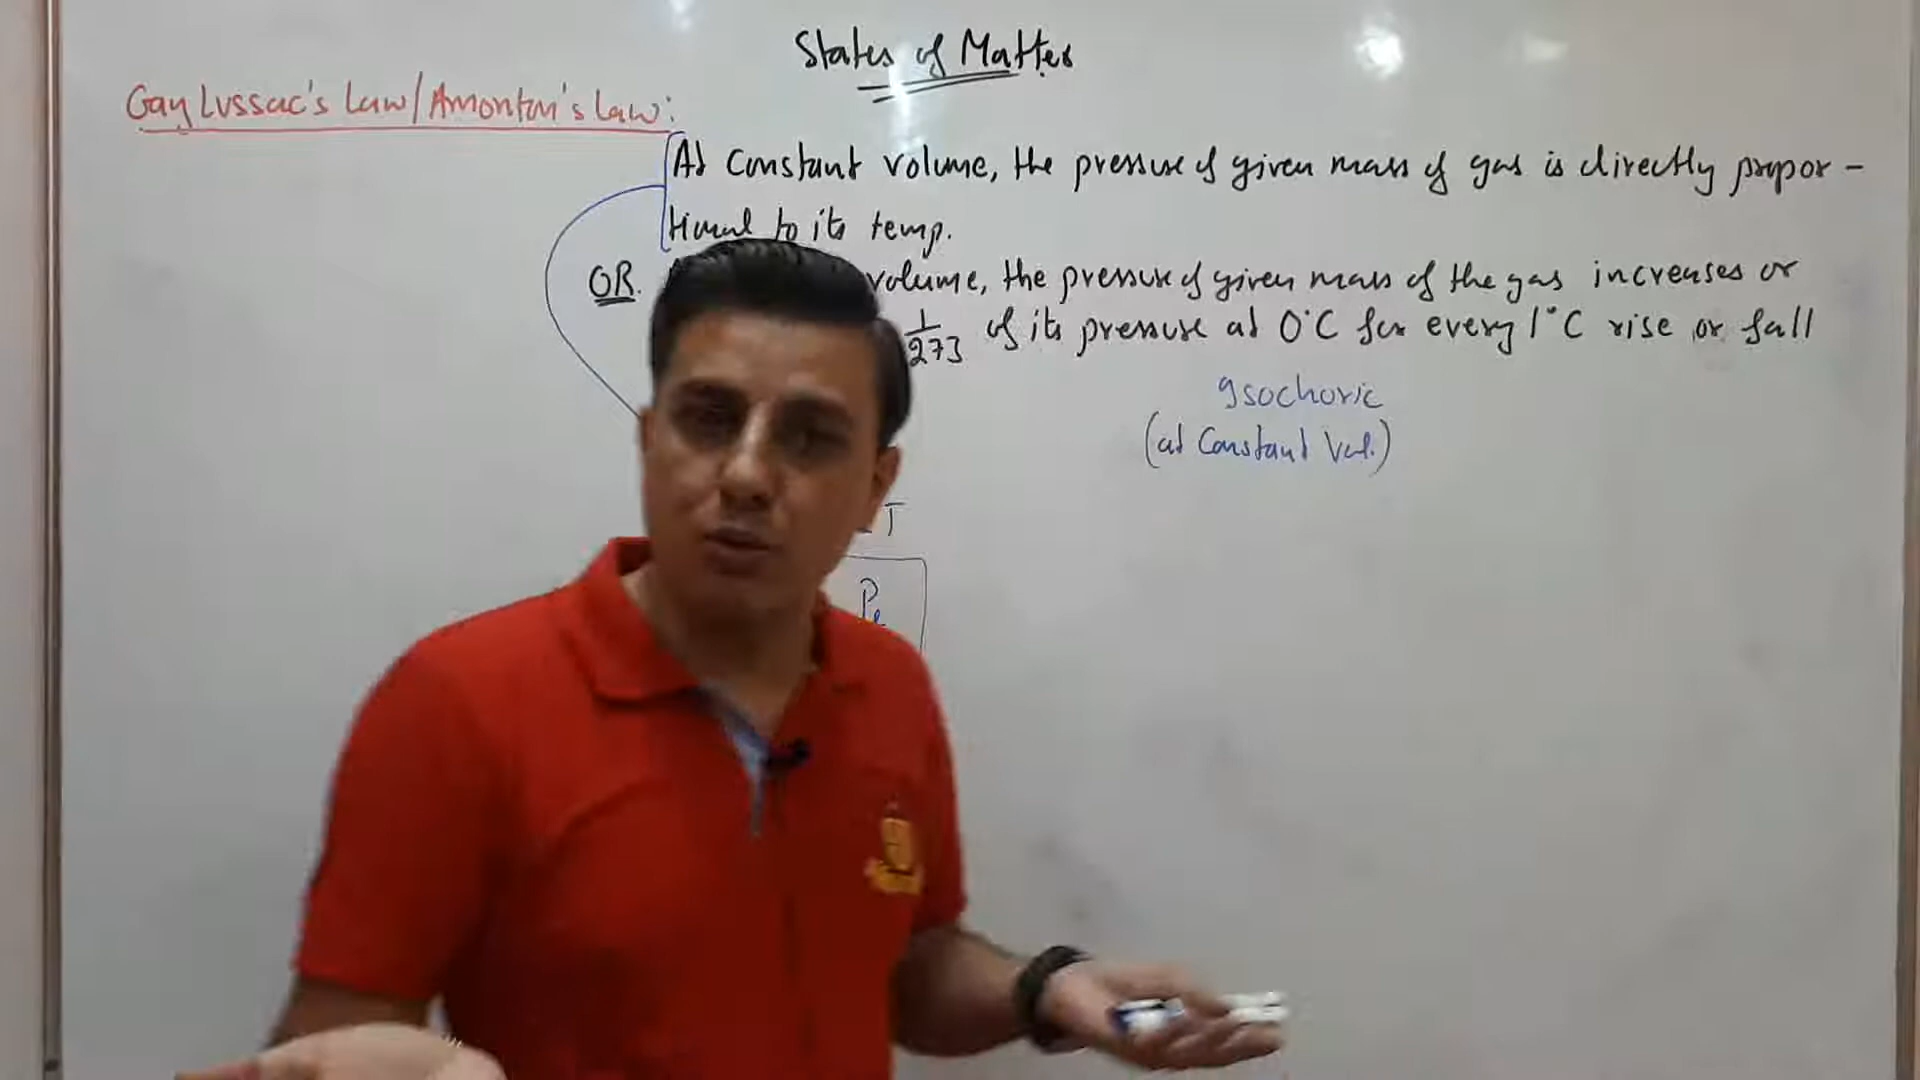 States of Matter
Gay Lussac's Law/Amonton's Law:
At constant volume, the pressure of given mass of gas is directly propor-
tional to its temp.
OR. volume, the pressure of given mass of the gas increases or
1/273 of its pressure at 0°C for every 1°C rise or fall
Isochoric
(at Constant Vol.)
T
P